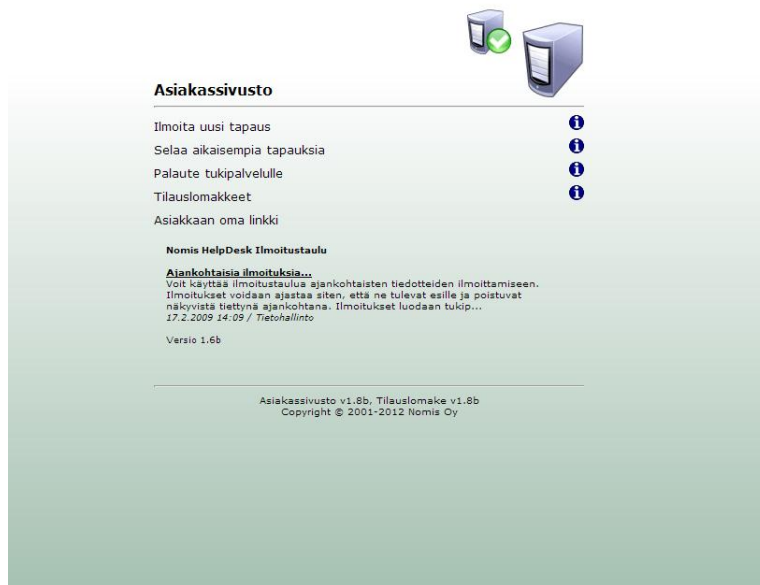 Asiakassivusto
Ilmoita uusi tapaus
Selaa aikaisempia tapauksia
Palaute tukipalvelulle
Tilauslomakkeet
Asiakkaan oma linkki
Nomis HelpDesk Ilmoitustaulu
Ajankohtaisia ilmoituksia...
Voit käyttää ilmoitustaulua ajankohtaisten tiedotteiden ilmoittamiseen.
Ilmoitukset voidaan ajastaa siten, että ne tulevat esille ja poistuvat
näkyvistä tiettynä ajankohtana. Ilmoitukset luodaan tukip...
17.2.2009 14:09 / Tietohallinto
Versio 1.6b
Asiakassivusto v1.8b, Tilauslomake v1.8b
Copyright © 2001-2012 Nomis Oy